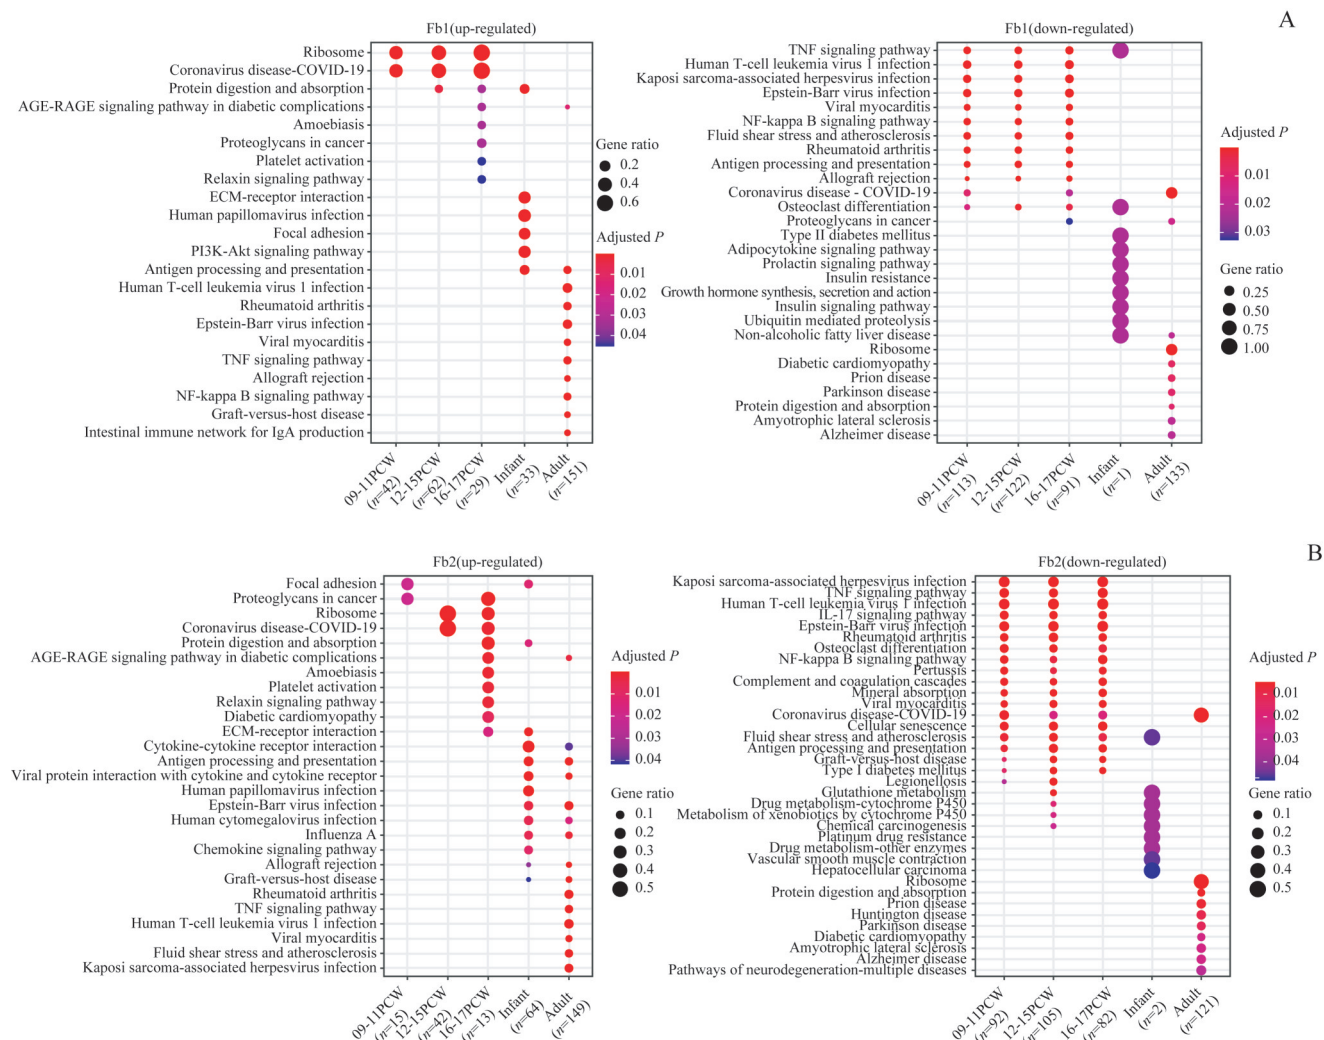 A
Fb1(up-regulated)
Ribosome
Coronavirus disease-COVID-19
Protein digestion and absorption
AGE-RAGE signaling pathway in diabetic complications
Amoebiasis
Proteoglycans in cancer
Platelet activation
Relaxin signaling pathway
ECM-receptor interaction
Human papillomavirus infection
Focal adhesion
PI3K-Akt signaling pathway
Antigen processing and presentation
Human T-cell leukemia virus 1 infection
Rheumatoid arthritis
Epstein-Barr virus infection
Viral myocarditis
TNF signaling pathway
Allograft rejection
NF-kappa B signaling pathway
Graft-versus-host disease
Intestinal immune network for IgA production
09-11PCW
(n=42)
12-15PCW
(n=62)
16-17PCW
(n=29)
Infant
(n=33)
Adult
(n=151)
Gene ratio
0.2
0.4
0.6
Adjusted P
0.01
0.02
0.03
0.04
Fb1(down-regulated)
TNF signaling pathway
Human T-cell leukemia virus 1 infection
Kaposi sarcoma-associated herpesvirus infection
Epstein-Barr virus infection
Viral myocarditis
NF-kappa B signaling pathway
Fluid shear stress and atherosclerosis
Rheumatoid arthritis
Antigen processing and presentation
Allograft rejection
Coronavirus disease - COVID-19
Osteoclast differentiation
Proteoglycans in cancer
Type II diabetes mellitus
Adipocytokine signaling pathway
Prolactin signaling pathway
Insulin resistance
Growth hormone synthesis, secretion and action
Insulin signaling pathway
Ubiquitin mediated proteolysis
Non-alcoholic fatty liver disease
Ribosome
Diabetic cardiomyopathy
Prion disease
Parkinson disease
Protein digestion and absorption
Amyotrophic lateral sclerosis
Alzheimer disease
09-11PCW
(n=113)
12-15PCW
(n=122)
16-17PCW
(n=91)
Infant
(n=1)
Adult
(n=133)
Adjusted P
0.01
0.02
0.03
Gene ratio
0.25
0.50
0.75
1.00
B
Fb2(up-regulated)
Focal adhesion
Proteoglycans in cancer
Ribosome
Coronavirus disease-COVID-19
Protein digestion and absorption
AGE-RAGE signaling pathway in diabetic complications
Amoebiasis
Platelet activation
Relaxin signaling pathway
Diabetic cardiomyopathy
ECM-receptor interaction
Cytokine-cytokine receptor interaction
Antigen processing and presentation
Viral protein interaction with cytokine and cytokine receptor
Human papillomavirus infection
Epstein-Barr virus infection
Human cytomegalovirus infection
Influenza A
Chemokine signaling pathway
Allograft rejection
Graft-versus-host disease
Rheumatoid arthritis
TNF signaling pathway
Human T-cell leukemia virus 1 infection
Viral myocarditis
Fluid shear stress and atherosclerosis
Kaposi sarcoma-associated herpesvirus infection
09-11PCW
(n=15)
12-15PCW
(n=42)
16-17PCW
(n=13)
Infant
(n=64)
Adult
(n=149)
Adjusted P
0.01
0.02
0.03
0.04
Gene ratio
0.1
0.2
0.3
0.4
0.5
Fb2(down-regulated)
Kaposi sarcoma-associated herpesvirus infection
TNF signaling pathway
Human T-cell leukemia virus 1 infection
IL-17 signaling pathway
Epstein-Barr virus infection
Rheumatoid arthritis
Osteoclast differentiation
NF-kappa B signaling pathway
Pertussis
Complement and coagulation cascades
Mineral absorption
Viral myocarditis
Coronavirus disease-COVID-19
Cellular senescence
Fluid shear stress and atherosclerosis
Antigen processing and presentation
Graft-versus-host disease
Type I diabetes mellitus
Legionellosis
Glutathione metabolism
Drug metabolism-cytochrome P450
Metabolism of xenobiotics by cytochrome P450
Chemical carcinogenesis
Platinum drug resistance
Drug metabolism-other enzymes
Vascular smooth muscle contraction
Hepatocellular carcinoma
Ribosome
Protein digestion and absorption
Prion disease
Huntington disease
Parkinson disease
Diabetic cardiomyopathy
Amyotrophic lateral sclerosis
Alzheimer disease
Pathways of neurodegeneration-multiple diseases
09-11PCW
(n=92)
12-15PCW
(n=105)
16-17PCW
(n=82)
Infant
(n=2)
Adult
(n=121)
Adjusted P
0.01
0.02
0.03
0.04
Gene ratio
0.1
0.2
0.3
0.4
0.5